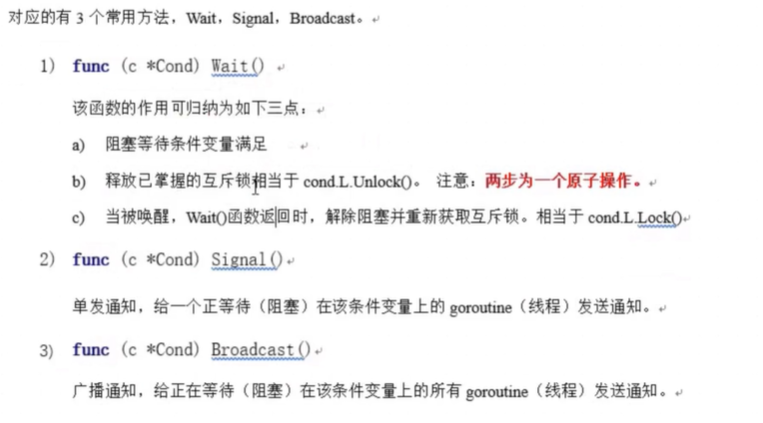 对应的有 3 个常用方法，Wait，Signal，Broadcast。
1) func (c *Cond) Wait()
该函数的作用可归纳为如下三点：
a) 阻塞等待条件变量满足
b) 释放已掌握的互斥锁相当于 cond.L.Unlock()。 注意：两步为一个原子操作。
c) 当被唤醒，Wait()函数返回时，解除阻塞并重新获取互斥锁。相当于 cond.L.Lock()
2) func (c *Cond) Signal()
单发通知，给一个正等待（阻塞）在该条件变量上的 goroutine（线程）发送通知。
3) func (c *Cond) Broadcast()
广播通知，给正在等待（阻塞）在该条件变量上的所有 goroutine（线程）发送通知。